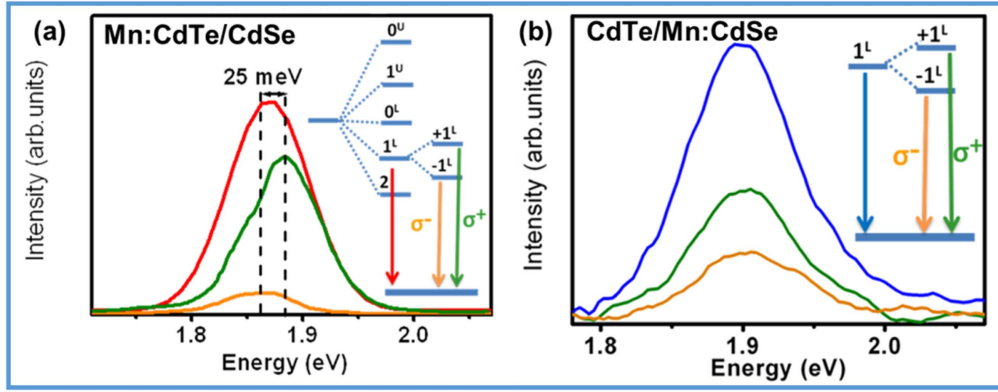 (a)
Mn:CdTe/CdSe
25 meV
0ᵁ
1ᵁ
0ᴸ
1ᴸ
+1ᴸ
-1ᴸ
2
σ⁻
σ⁺
Intensity (arb.units)
1.8
1.9
2.0
Energy (eV)
(b)
CdTe/Mn:CdSe
1ᴸ
+1ᴸ
-1ᴸ
σ⁻
σ⁺
Intensity (arb.units)
1.8
1.9
2.0
Energy (eV)